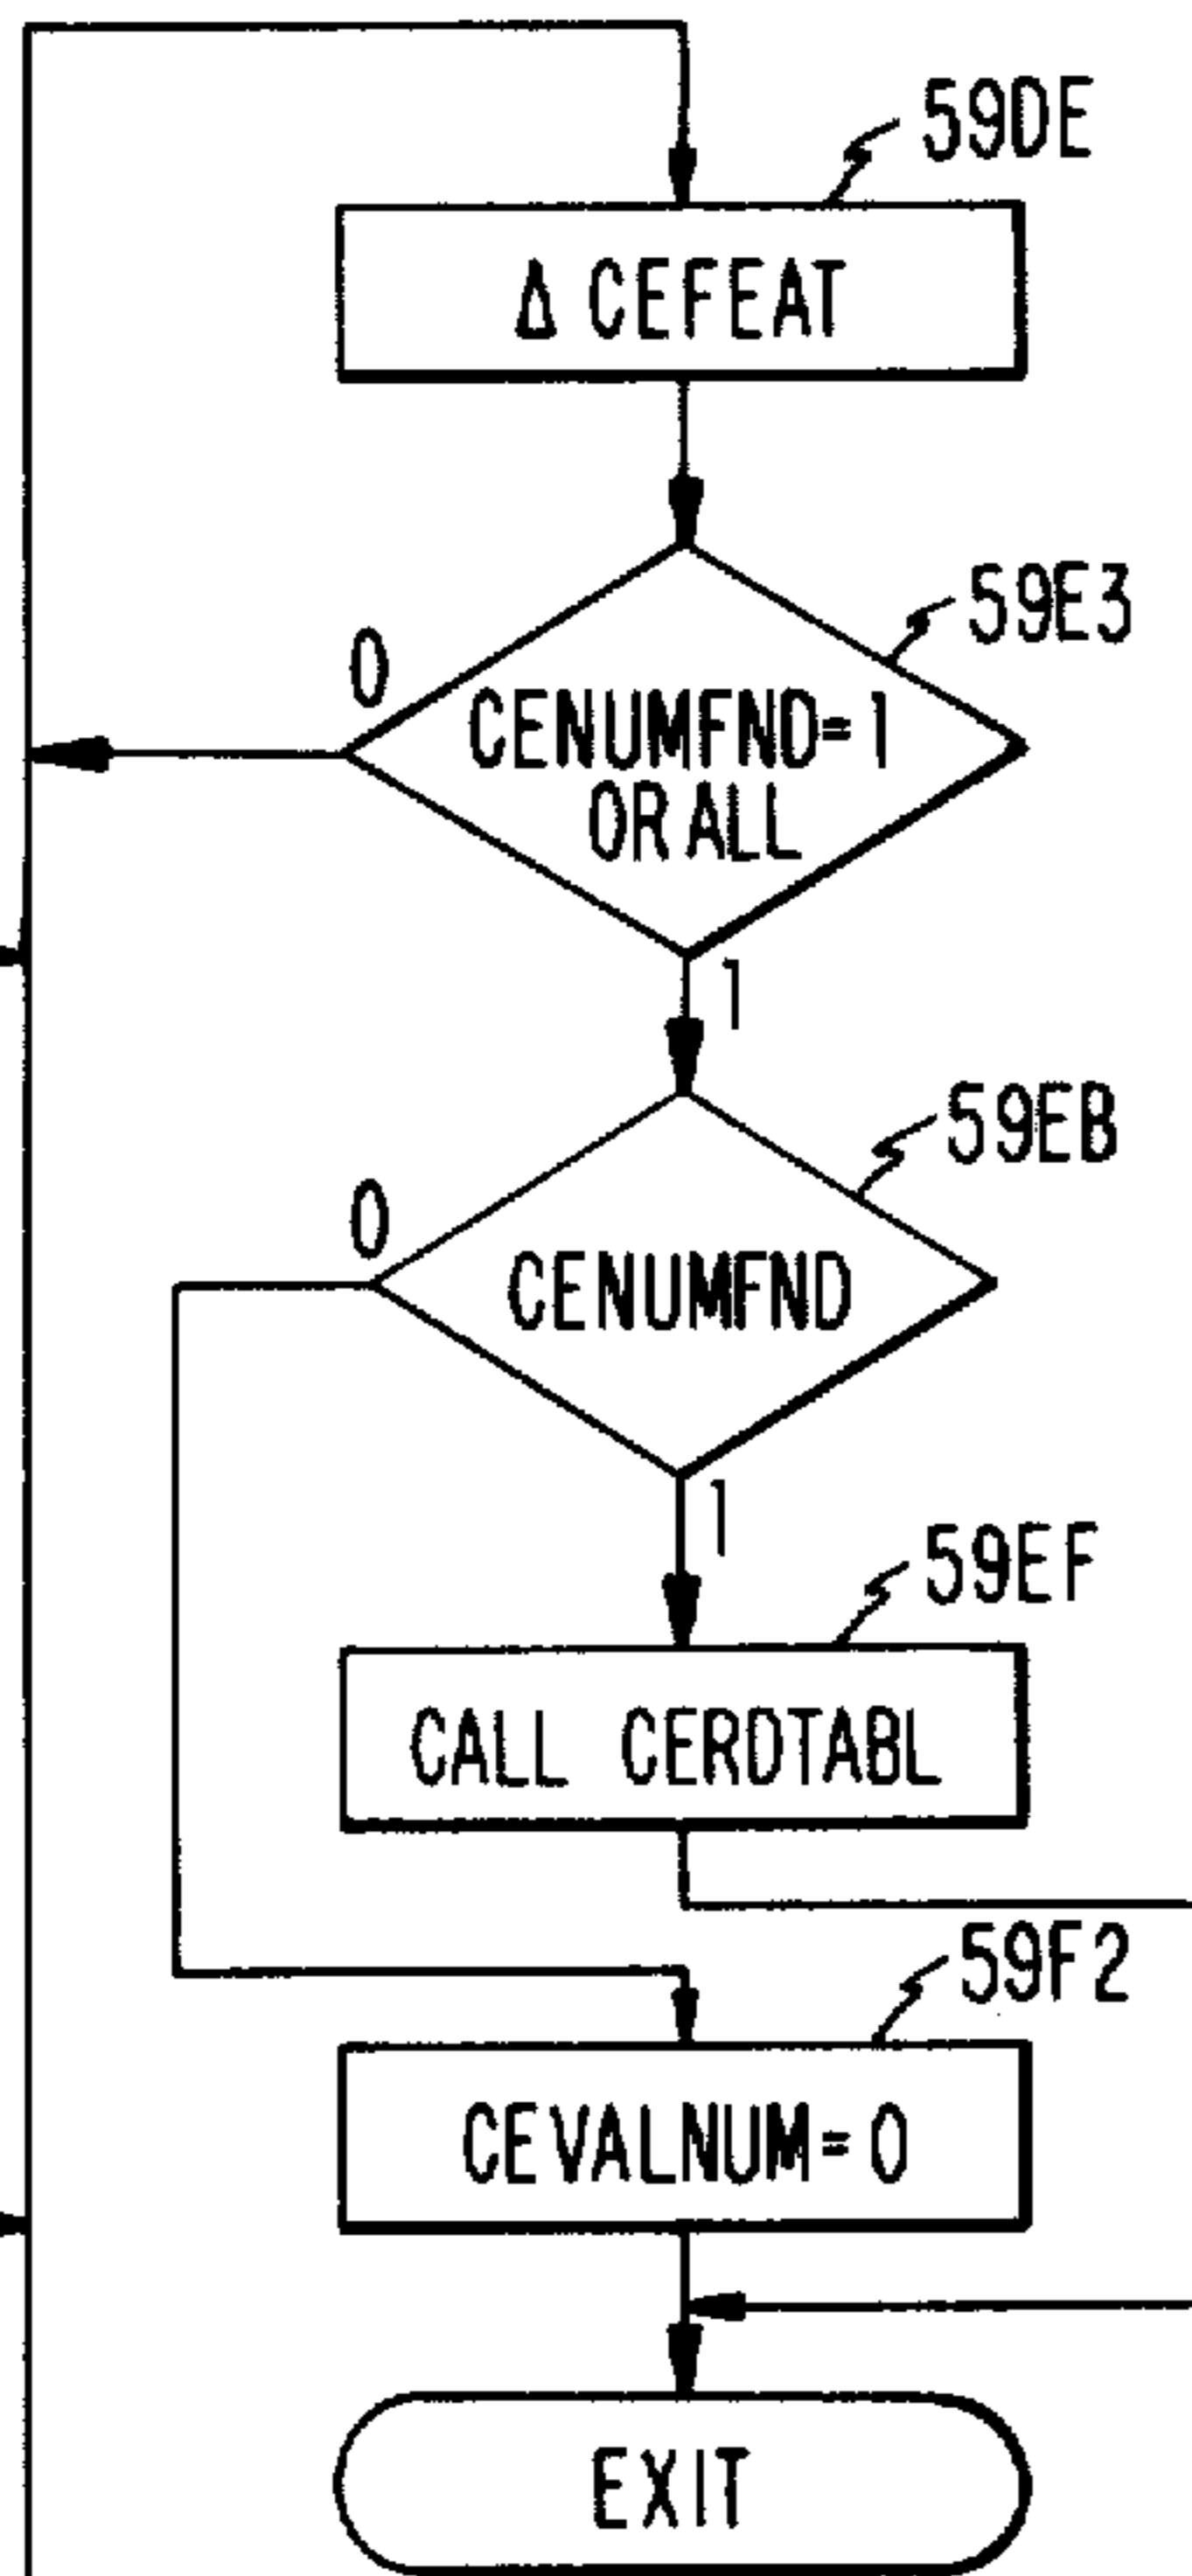 59DE
Δ CEFEAT
59E3
0
CENUMFND=1
OR ALL
1
59EB
0
CENUMFND
1
59EF
CALL CERDTABL
59F2
CEVALNUM=0
EXIT